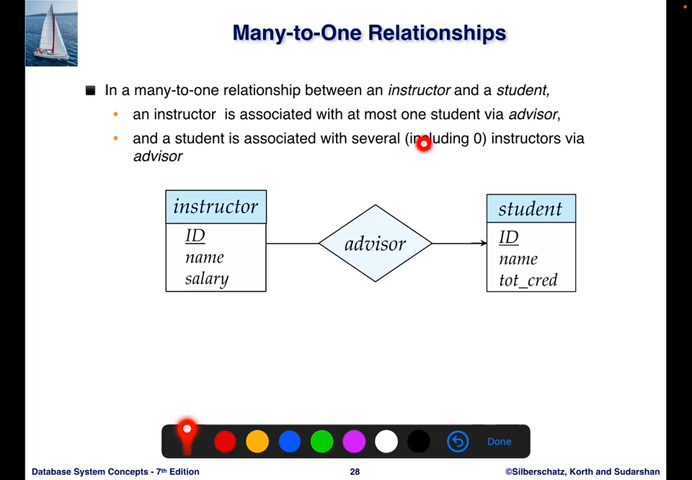 Many-to-One Relationships
In a many-to-one relationship between an instructor and a student,
an instructor is associated with at most one student via advisor,
and a student is associated with several (including 0) instructors via
advisor
instructor
ID
name
salary
advisor
student
ID
name
tot_cred
Done
Database System Concepts - 7th Edition
28
©Silberschatz, Korth and Sudarshan